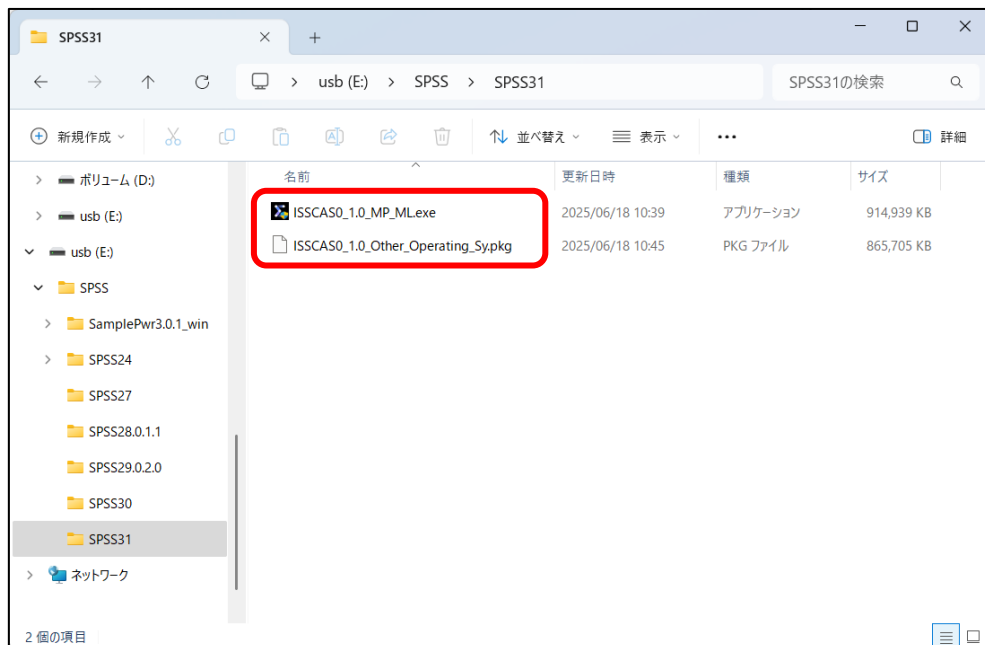 SPSS31
usb (E:) > SPSS > SPSS31
SPSS31の検索
新規作成
並べ替え
表示
詳細
名前 更新日時 種類 サイズ
ボリューム (D:)
usb (E:)
usb (E:)
SPSS
SamplePwr3.0.1_win
SPSS24
SPSS27
SPSS28.0.1.1
SPSS29.0.2.0
SPSS30
SPSS31
ネットワーク
ISSCAS0_1.0_MP_ML.exe 2025/06/18 10:39 アプリケーション 914,939 KB
ISSCAS0_1.0_Other_Operating_Sy.pkg 2025/06/18 10:45 PKG ファイル 865,705 KB
2 個の項目